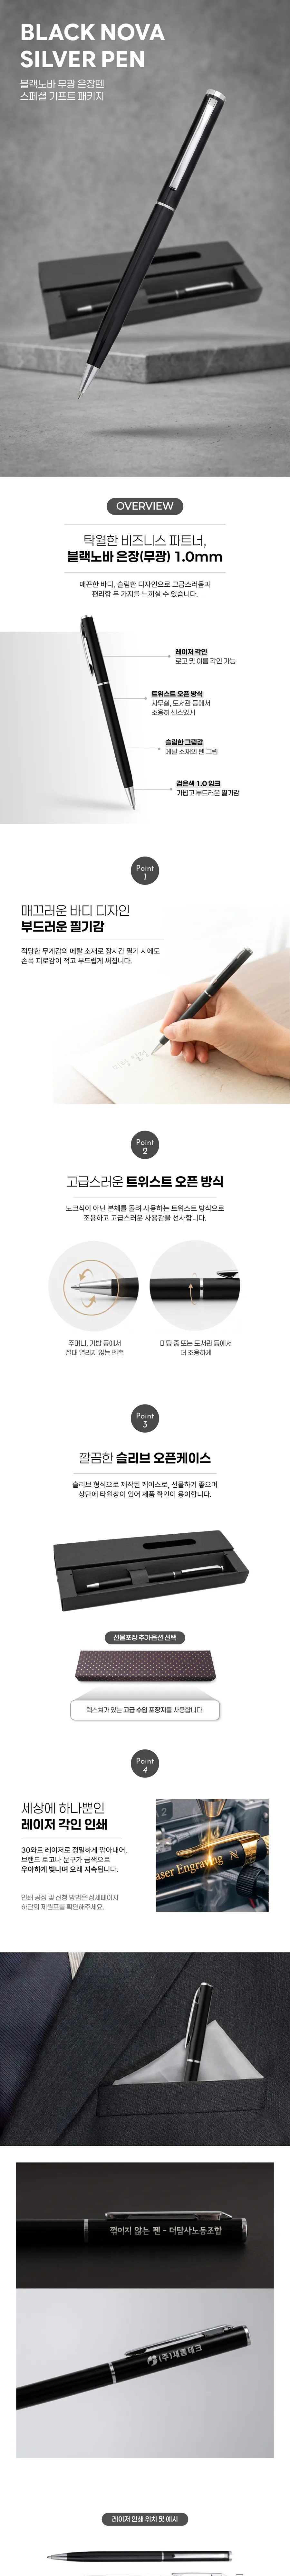 BLACK NOVA
SILVER PEN
블랙노바 무광 은장펜
스페셜 기프트 패키지
OVERVIEW
탁월한 비즈니스 파트너,
블랙노바 은장(무광) 1.0mm
매끈한 바디, 슬림한 디자인으로 고급스러움과
편리함 두 가지를 느끼실 수 있습니다.
레이저 각인
로고 및 이름 각인 가능
트위스트 오픈 방식
사무실, 도서관 등에서
조용히 센스있게
슬림한 그립감
메탈 소재의 펜 그립
검은색 1.0 잉크
가볍고 부드러운 필기감
Point
1
매끄러운 바디 디자인
부드러운 필기감
적당한 무게감의 메탈 소재로 장시간 필기 시에도
손목 피로감이 적고 부드럽게 써집니다.
Point
2
고급스러운 트위스트 오픈 방식
노크식이 아닌 본체를 돌려 사용하는 트위스트 방식으로
조용하고 고급스러운 사용감을 선사합니다.
주머니, 가방 등에서
절대 열리지 않는 펜촉
미팅 중 또는 도서관 등에서
더 조용하게
Point
3
깔끔한 슬리브 오픈케이스
슬리브 형식으로 제작된 케이스로, 선물하기 좋으며
상단에 타원창이 있어 제품 확인이 용이합니다.
선물포장 추가옵션 선택
텍스쳐가 있는 고급 수입 포장지를 사용합니다.
Point
4
세상에 하나뿐인
레이저 각인 인쇄
30와트 레이저로 정밀하게 깎아내어,
브랜드 로고나 문구가 금색으로
우아하게 빛나며 오래 지속됩니다.
인쇄 공정 및 신청 방법은 상세페이지
하단의 제원표를 확인해주세요.
2
aser Engraving
꺾이지 않는 펜 - 더탐사노동조합
(주)새롬테크
레이저 인쇄 위치 및 예시